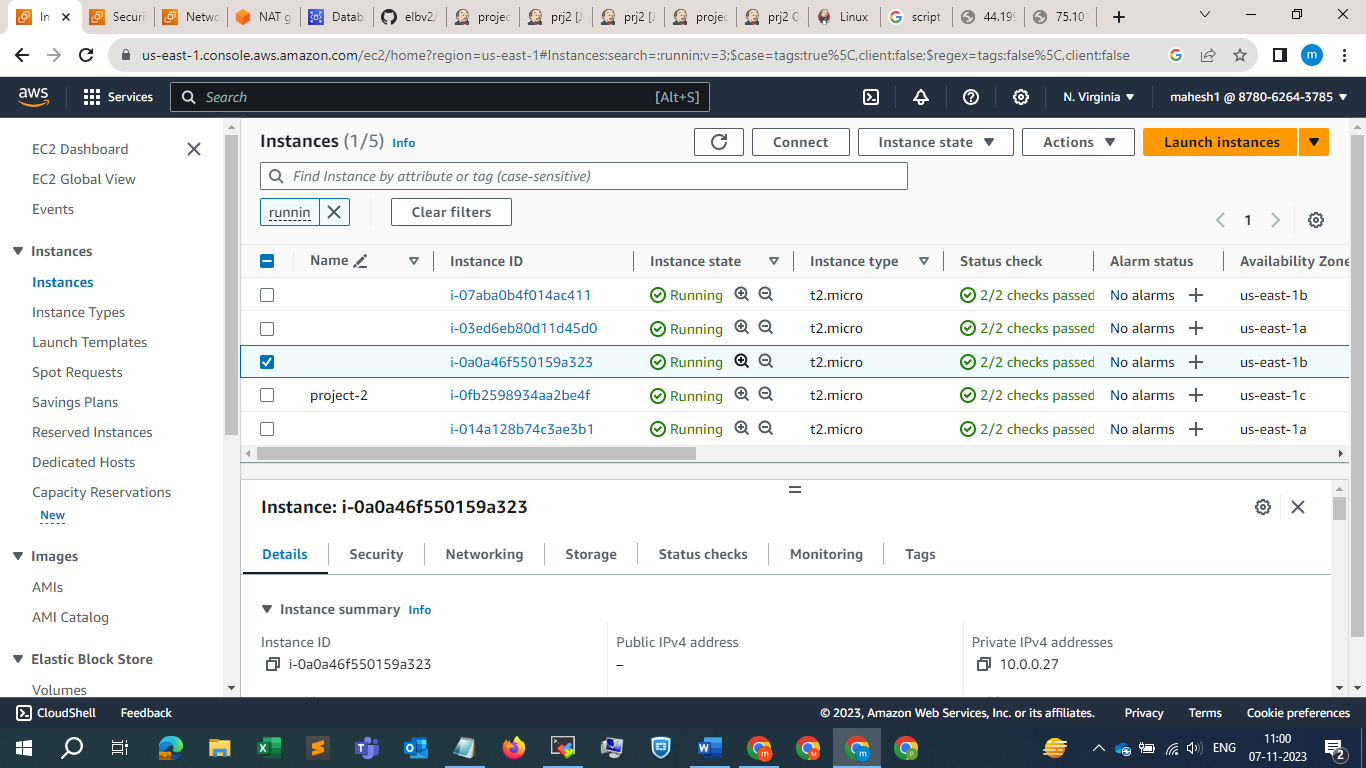 In
Securi
Netwo
NAT g
Datab
elbv2/
projec
prj2 [J
prj2 [J
projec
prj2 C
Linux
script
44.199
75.101
us-east-1.console.aws.amazon.com/ec2/home?region=us-east-1#Instances:search=:runnin;v=3;$case=tags:true%5C,client:false;$regex=tags:false%5C,client:false
m
aws
Services
Search
[Alt+S]
N. Virginia
mahesh1 @ 8780-6264-3785
EC2 Dashboard
EC2 Global View
Events
Instances
Instances
Instance Types
Launch Templates
Spot Requests
Savings Plans
Reserved Instances
Dedicated Hosts
Capacity Reservations
New
Images
AMIs
AMI Catalog
Elastic Block Store
Volumes
Instances (1/5) Info
Connect
Instance state
Actions
Launch instances
Find Instance by attribute or tag (case-sensitive)
runnin
Clear filters
1
Name Instance ID Instance state Instance type Status check Alarm status Availability Zone
i-07aba0b4f014ac411 Running t2.micro 2/2 checks passed No alarms us-east-1b
i-03ed6eb80d11d45d0 Running t2.micro 2/2 checks passed No alarms us-east-1a
i-0a0a46f550159a323 Running t2.micro 2/2 checks passed No alarms us-east-1b
project-2 i-0fb2598934aa2be4f Running t2.micro 2/2 checks passed No alarms us-east-1c
i-014a128b74c3ae3b1 Running t2.micro 2/2 checks passed No alarms us-east-1a
Instance: i-0a0a46f550159a323
Details Security Networking Storage Status checks Monitoring Tags
Instance summary Info
Instance ID
i-0a0a46f550159a323
Public IPv4 address
–
Private IPv4 addresses
10.0.0.27
CloudShell
Feedback
© 2023, Amazon Web Services, Inc. or its affiliates.
Privacy
Terms
Cookie preferences
ENG
11:00
07-11-2023
2